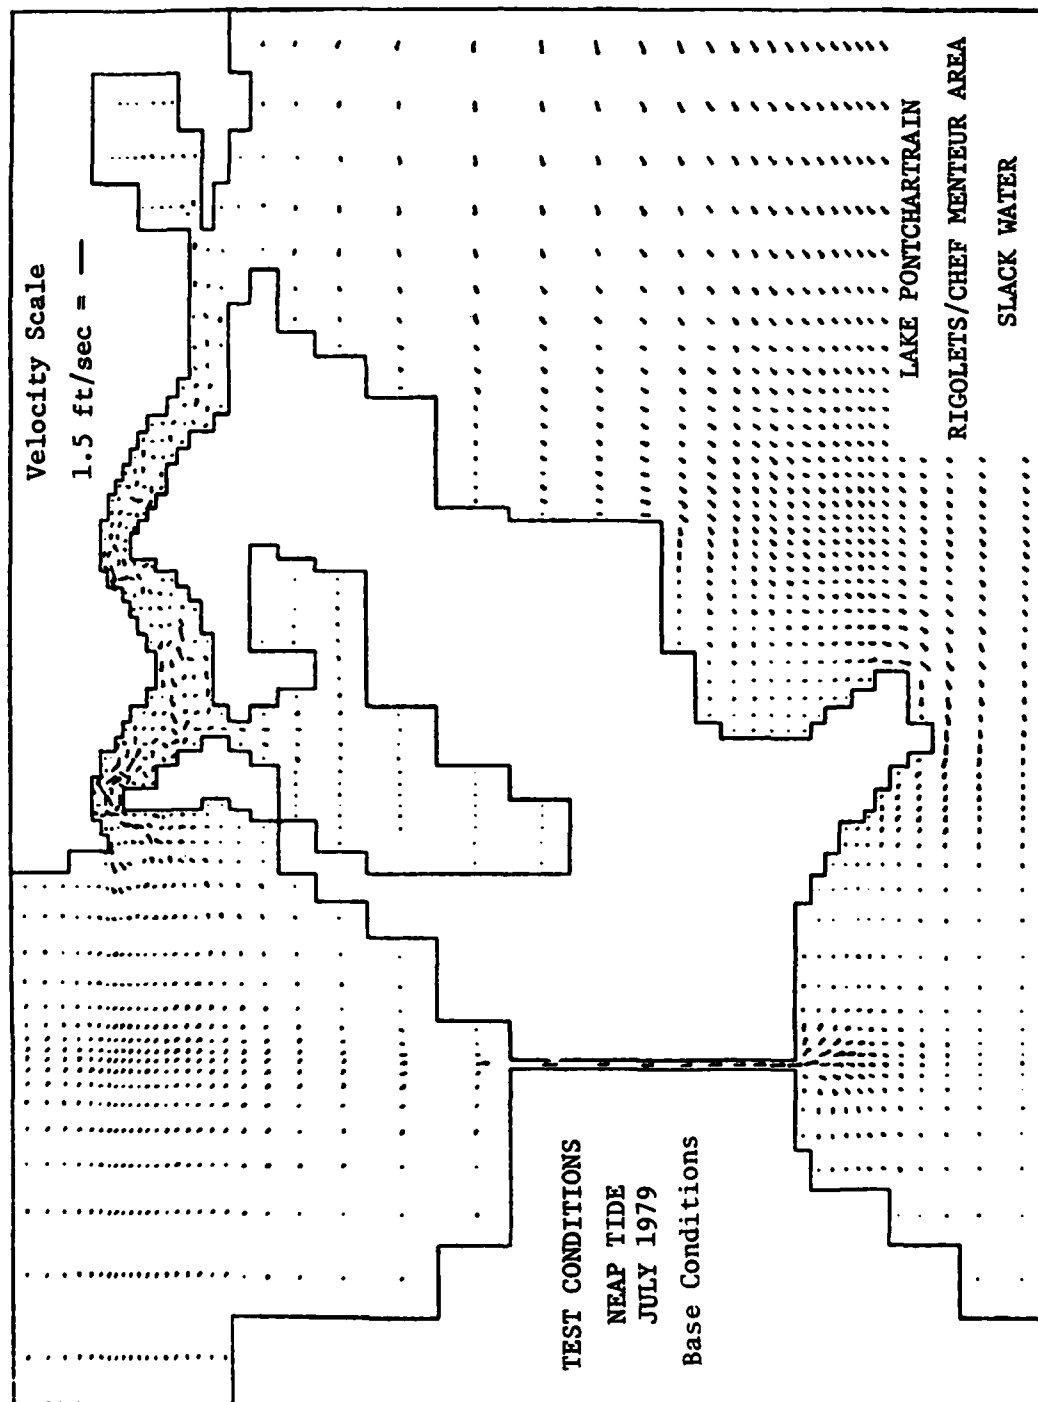 Velocity Scale
1.5 ft/sec = —
TEST CONDITIONS
NEAP TIDE
JULY 1979
Base Conditions
LAKE PONTCHARTRAIN
RIGOLETS/CHEF MENTEUR AREA
SLACK WATER